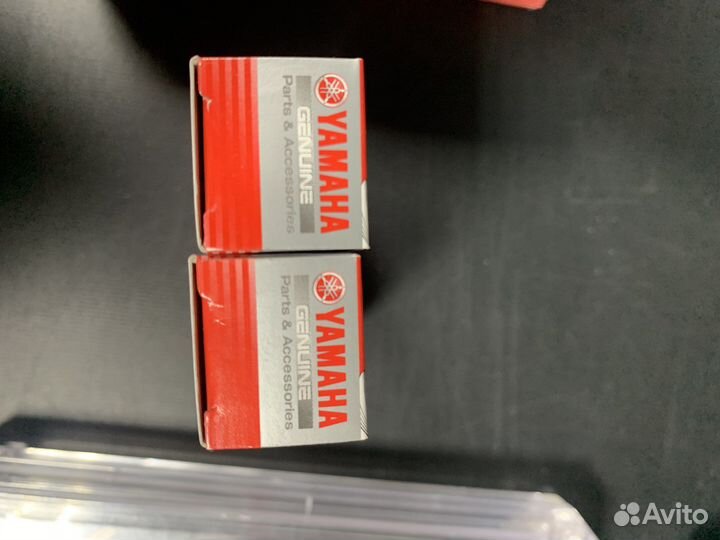 YAMAHA
GENUINE
Parts & Accessories
YAMAHA
GENUINE
Parts & Accessories
Avito